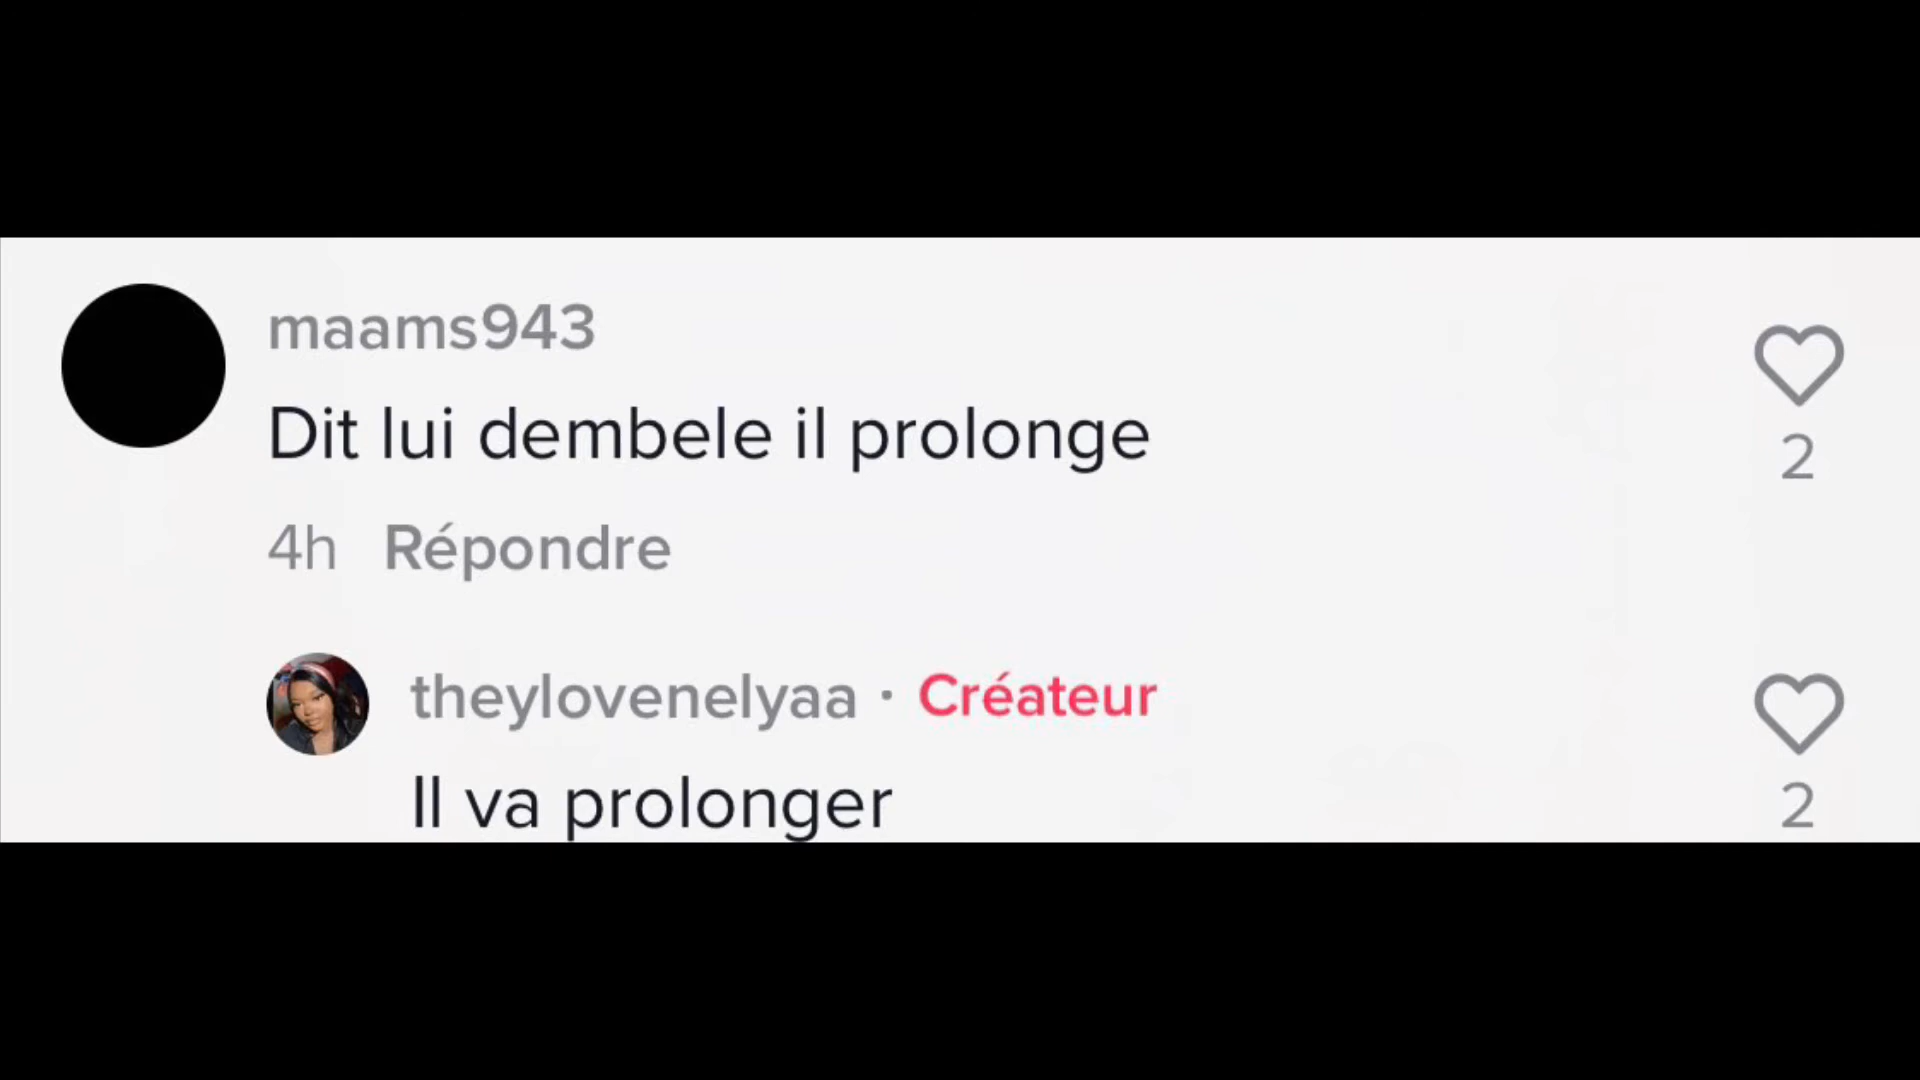 maams943
Dit lui dembele il prolonge
2
4h Répondre
theylovenelyaa · Créateur
Il va prolonger
2